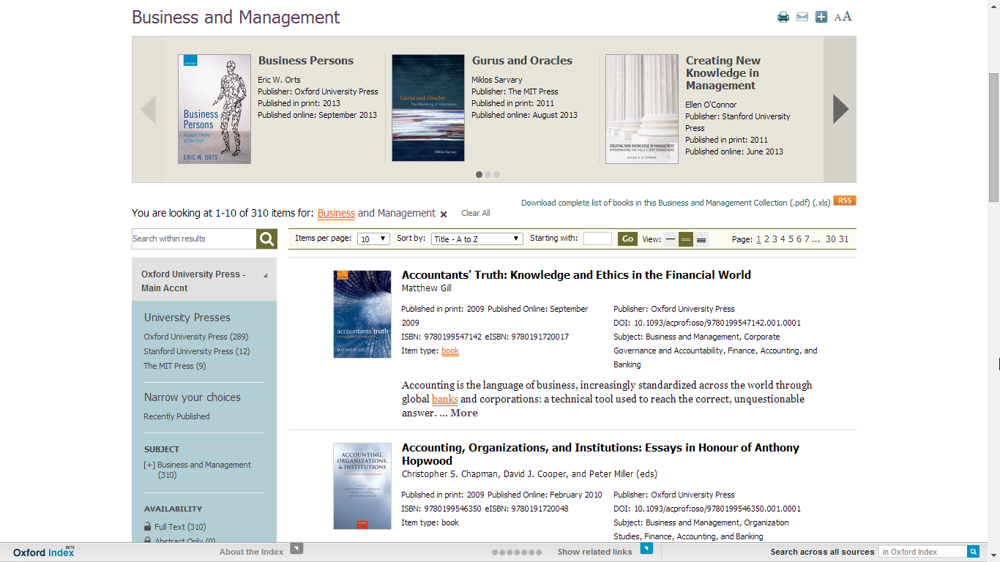 Business and Management
A A
Business Persons
Eric W. Orts
Publisher: Oxford University Press
Published in print: 2013
Published online: September 2013
OXFORD
Business
Persons
A Legal Theory
of the Firm
ERIC W. ORTS
Gurus and Oracles
Miklos Sarvary
Publisher: The MIT Press
Published in print: 2011
Published online: August 2013
Gurus and Oracles
The Marketing of Information
Miklos Sarvary
Creating New
Knowledge in
Management
Ellen O'Connor
Publisher: Stanford University
Press
Published in print: 2011
Published online: June 2013
CREATING NEW KNOWLEDGE IN MANAGEMENT
APPROPRIATING THE FIELD'S LOST FOUNDATIONS
ELLEN S. O'CONNOR
Download complete list of books in this Business and Management Collection (.pdf) (.xls) RSS
You are looking at 1-10 of 310 items for: Business and Management x Clear All
Search within results
Items per page: 10 Sort by: Title - A to Z Starting with: Go View: Page: 1 2 3 4 5 6 7 ... 30 31
Oxford University Press -
Main Accnt
University Presses
Oxford University Press (289)
Stanford University Press (12)
The MIT Press (9)
Narrow your choices
Recently Published
SUBJECT
[+] Business and Management
(310)
AVAILABILITY
Full Text (310)
Abstract Only (0)
accountants' truth
MATTHEW GILL
Accountants' Truth: Knowledge and Ethics in the Financial World
Matthew Gill
Published in print: 2009 Published Online: September
2009
ISBN: 9780199547142 eISBN: 9780191720017
Item type: book
Publisher: Oxford University Press
DOI: 10.1093/acprof:oso/9780199547142.001.0001
Subject: Business and Management, Corporate
Governance and Accountability, Finance, Accounting, and
Banking
Accounting is the language of business, increasingly standardized across the world through
global banks and corporations: a technical tool used to reach the correct, unquestionable
answer. ... More
ACCOUNTING,
ORGANIZATIONS,
& INSTITUTIONS
Accounting, Organizations, and Institutions: Essays in Honour of Anthony
Hopwood
Christopher S. Chapman, David J. Cooper, and Peter Miller (eds)
Published in print: 2009 Published Online: February 2010
ISBN: 9780199546350 eISBN: 9780191720048
Item type: book
Publisher: Oxford University Press
DOI: 10.1093/acprof:oso/9780199546350.001.0001
Subject: Business and Management, Organization
Studies, Finance, Accounting, and Banking
Oxford Index BETA
About the Index
Show related links
Search across all sources
in Oxford Index